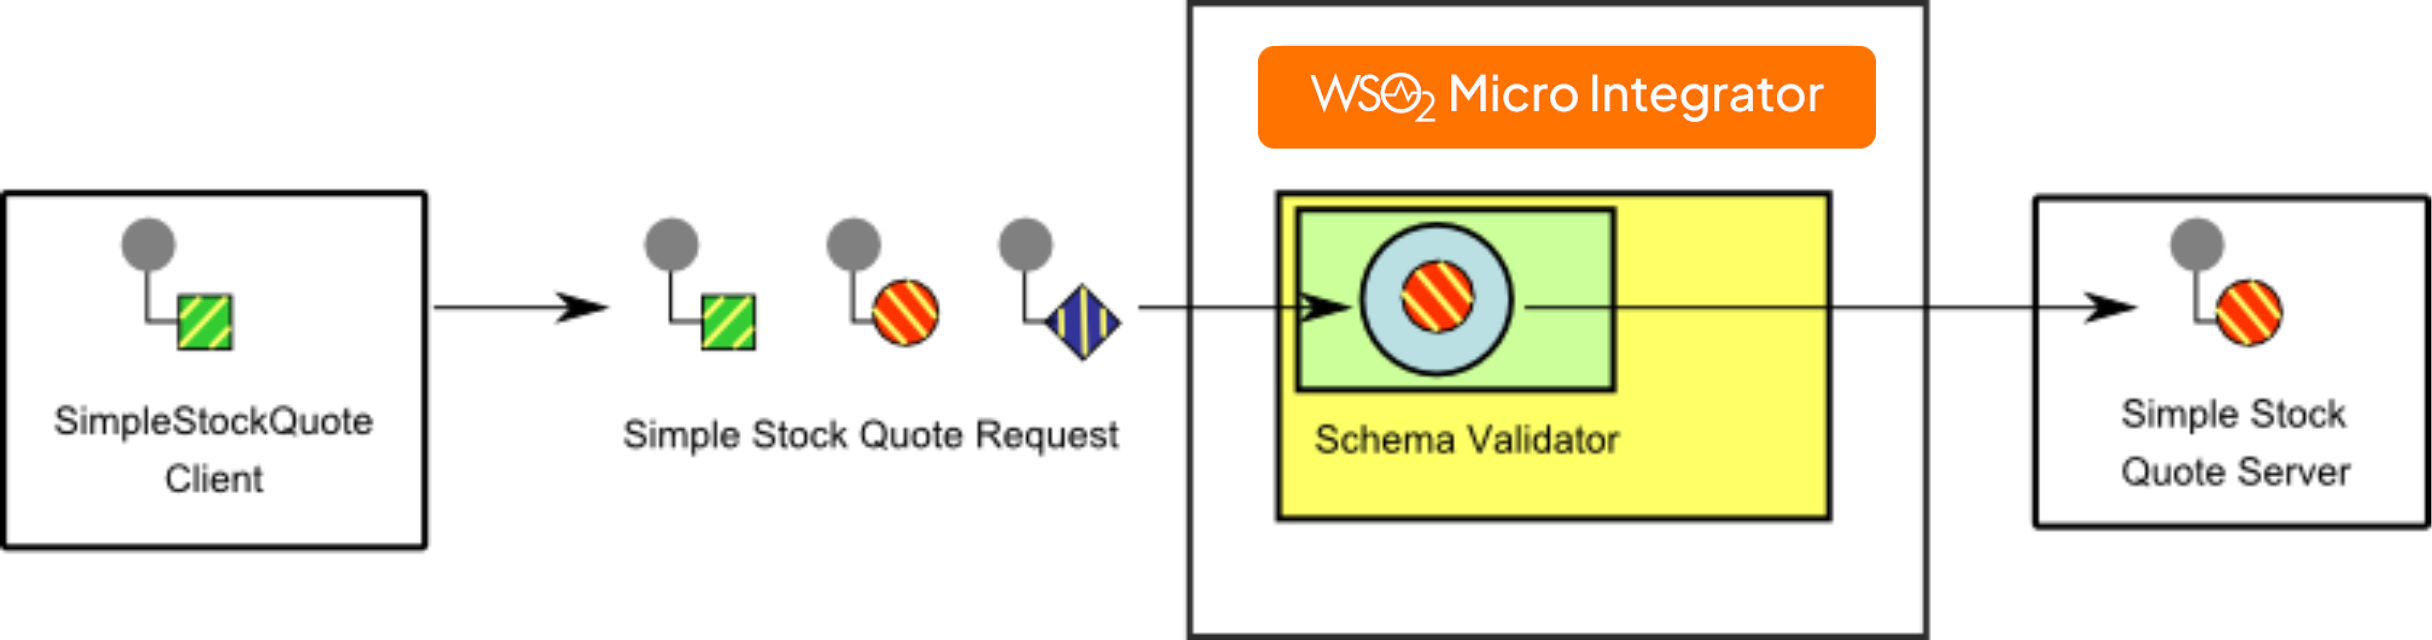 WSO2 Micro Integrator
SimpleStockQuote
Client
Simple Stock Quote Request
Schema Validator
Simple Stock
Quote Server